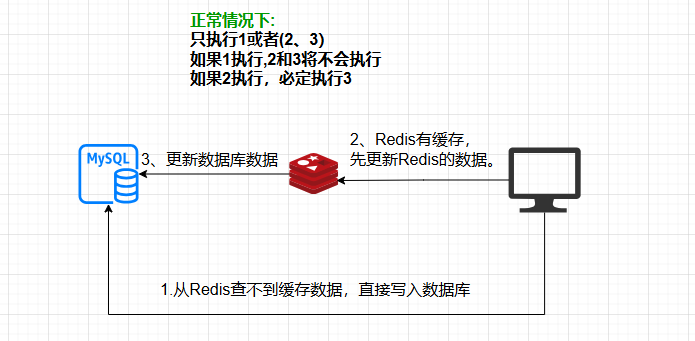 正常情况下:
只执行1或者(2、3)
如果1执行,2和3将不会执行
如果2执行，必定执行3
2、Redis有缓存，
先更新Redis的数据。
MySQL
3、更新数据库数据
1.从Redis查不到缓存数据，直接写入数据库